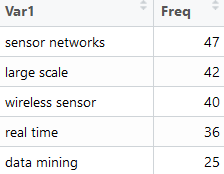 Var1 Freq
sensor networks 47
large scale 42
wireless sensor 40
real time 36
data mining 25